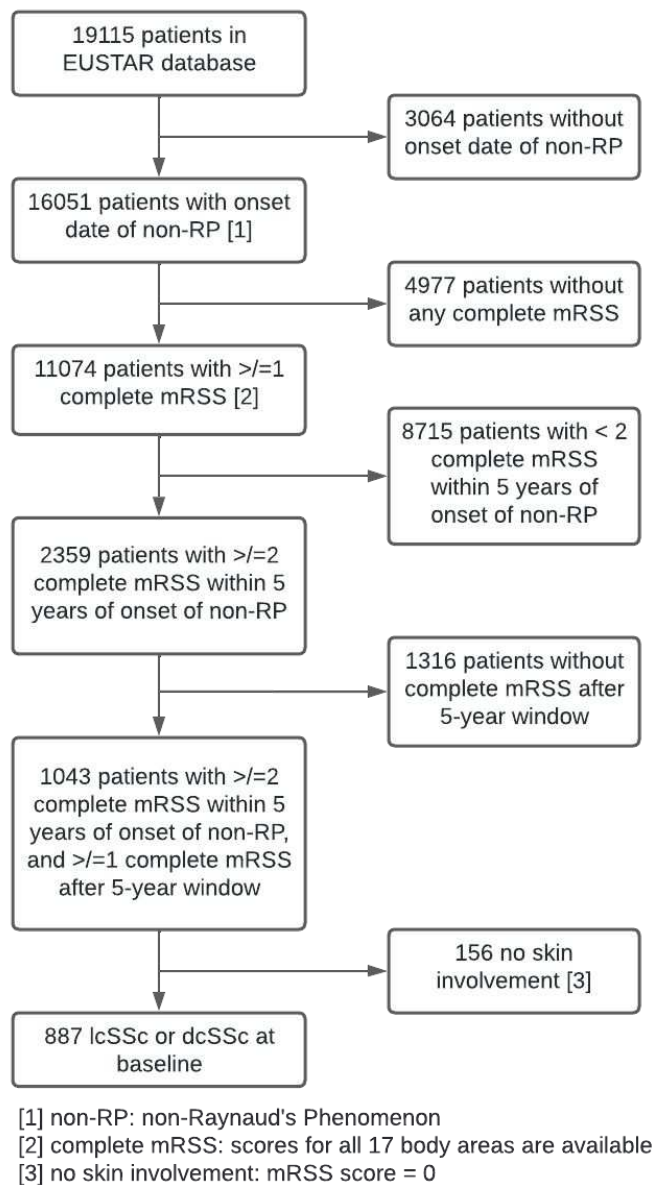 19115 patients in
EUSTAR database
3064 patients without
onset date of non-RP
16051 patients with onset
date of non-RP [1]
4977 patients without
any complete mRSS
11074 patients with >/=1
complete mRSS [2]
8715 patients with < 2
complete mRSS
within 5 years of
onset of non-RP
2359 patients with >/=2
complete mRSS within 5
years of onset of non-RP
1316 patients without
complete mRSS after
5-year window
1043 patients with >/=2
complete mRSS within 5
years of onset of non-RP,
and >/=1 complete mRSS
after 5-year window
156 no skin
involvement [3]
887 lcSSc or dcSSc at
baseline
[1] non-RP: non-Raynaud's Phenomenon
[2] complete mRSS: scores for all 17 body areas are available
[3] no skin involvement: mRSS score = 0